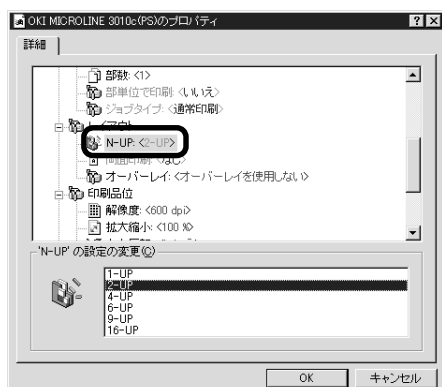 OKI MICROLINE 3010c(PS)のプロパティ
詳細
部数: <1>
部単位で印刷: <いいえ>
ジョブタイプ: <通常印刷>
レイアウト
N-UP: <2-UP>
両面印刷: <なし>
オーバーレイ: <オーバーレイを使用しない>
印刷品位
解像度: <600 dpi>
拡大縮小: <100 %>
'N-UP' の設定の変更(C)
1-UP
2-UP
4-UP
6-UP
9-UP
16-UP
OK
キャンセル